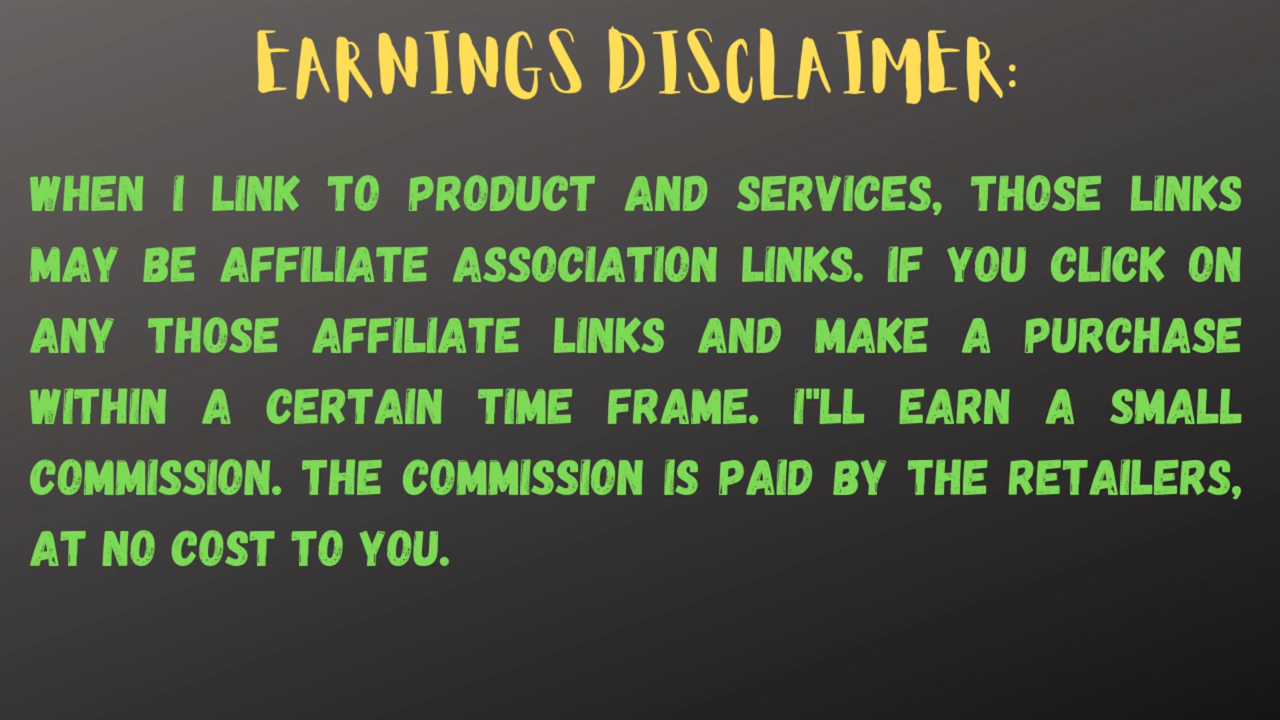 EARNINGS DISCLAIMER:
WHEN I LINK TO PRODUCT AND SERVICES, THOSE LINKS
MAY BE AFFILIATE ASSOCIATION LINKS. IF YOU CLICK ON
ANY THOSE AFFILIATE LINKS AND MAKE A PURCHASE
WITHIN A CERTAIN TIME FRAME. I"LL EARN A SMALL
COMMISSION. THE COMMISSION IS PAID BY THE RETAILERS,
AT NO COST TO YOU.